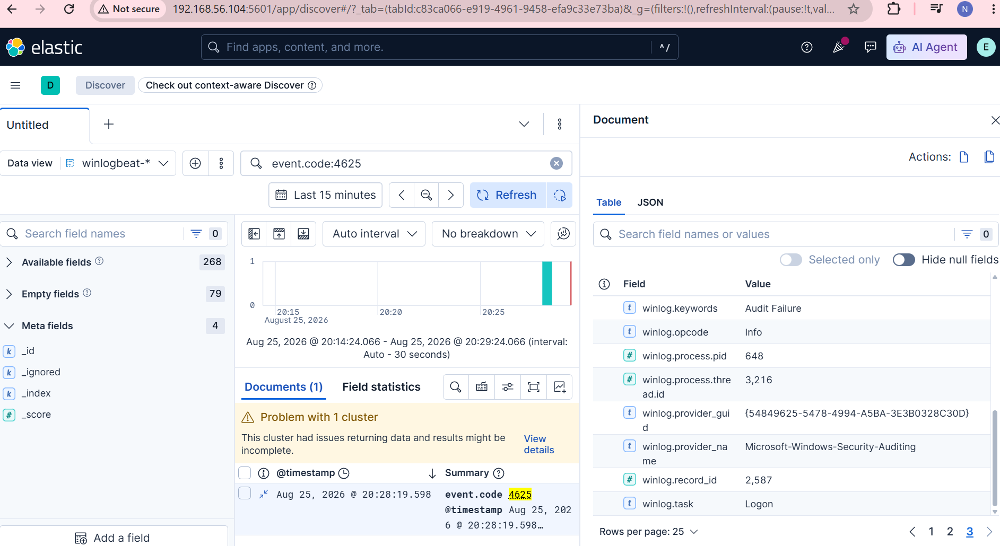 Not secure
192.168.56.104:5601/app/discover#/?_tab=(tabId:c83ca066-e919-4961-9458-efa9c33e73ba)&_g=(filters:!(),refreshInterval:(pause:!t,val...
N
elastic
Find apps, content, and more.
^/
AI Agent
E
D
Discover
Check out context-aware Discover
Untitled
Data view
winlogbeat-*
event.code:4625
Last 15 minutes
Refresh
Search field names
0
Available fields
268
Empty fields
79
Meta fields
4
k _id
k _ignored
k _index
# _score
Add a field
Auto interval
No breakdown
1
0
20:15
August 25, 2026
20:20
20:25
Aug 25, 2026 @ 20:14:24.066 - Aug 25, 2026 @ 20:29:24.066 (interval:
Auto - 30 seconds)
Documents (1)
Field statistics
Problem with 1 cluster
This cluster had issues returning data and results might be
incomplete.
View
details
@timestamp
Summary
Aug 25, 2026 @ 20:28:19.598
event.code 4625
@timestamp Aug 25, 202
6 @ 20:28:19.598…
Document
Actions:
Table
JSON
Search field names or values
0
Selected only
Hide null fields
Field
Value
t winlog.keywords
Audit Failure
t winlog.opcode
Info
# winlog.process.pid
648
# winlog.process.thre
ad.id
3,216
t winlog.provider_gui
d
{54849625-5478-4994-A5BA-3E3B0328C30D}
t winlog.provider_na
me
Microsoft-Windows-Security-Auditing
# winlog.record_id
2,587
t winlog.task
Logon
Rows per page: 25
1
2
3